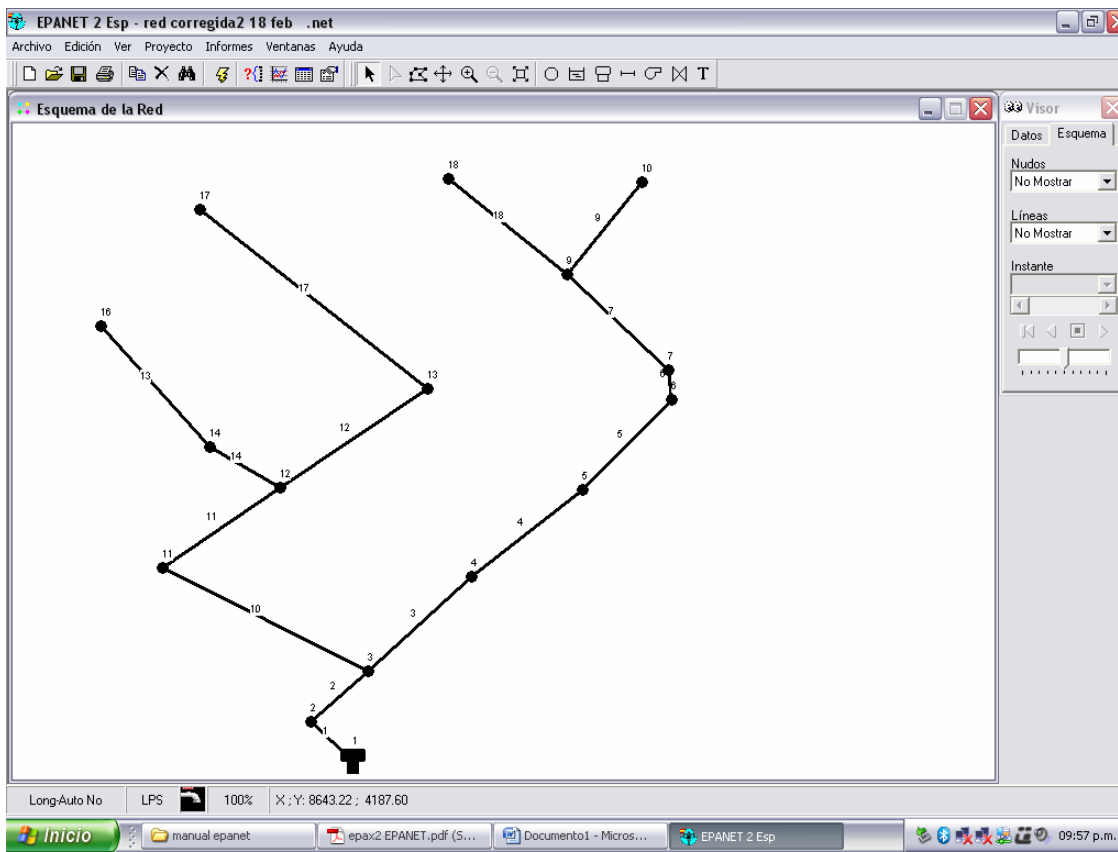 EPANET 2 Esp - red corregida2 18 feb .net
Archivo Edición Ver Proyecto Informes Ventanas Ayuda
T
Esquema de la Red
Visor
Datos Esquema
Nudos
No Mostrar
Líneas
No Mostrar
Instante
18
10
17
18
9
9
17
7
16
7
6
6
13
13
12
5
14
14
12
5
11
4
11
4
10
3
3
2
2
1
1
Long-Auto No LPS 100% X ; Y: 8643.22 ; 4187.60
Inicio manual epanet epax2 EPANET.pdf (S... Documento1 - Micros... EPANET 2 Esp 09:57 p.m.